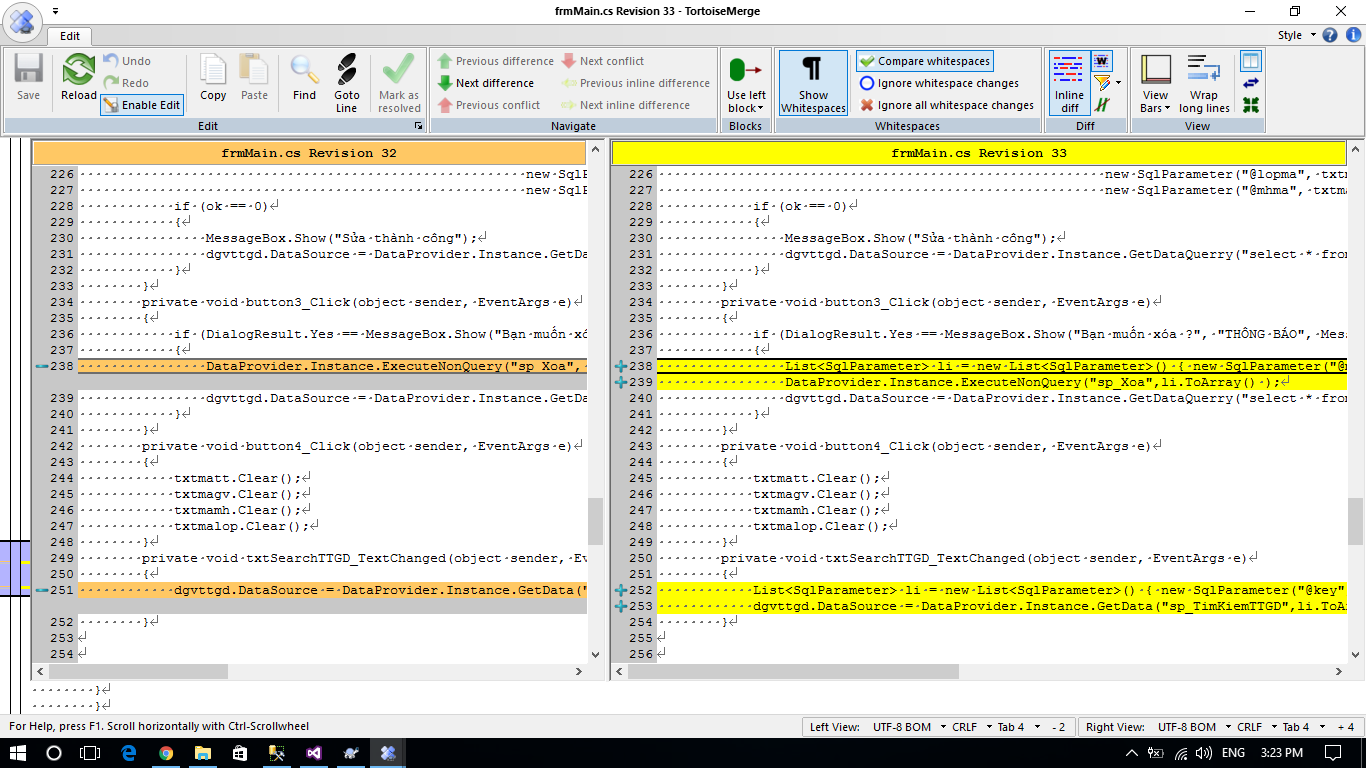 frmMain.cs Revision 33 - TortoiseMerge
Edit
Style
Save
Reload
Undo
Redo
Enable Edit
Copy
Paste
Find
Goto Line
Mark as resolved
Edit
Previous difference
Next difference
Previous conflict
Next conflict
Previous inline difference
Next inline difference
Navigate
Use left block
Blocks
Show Whitespaces
Compare whitespaces
Ignore whitespace changes
Ignore all whitespace changes
Whitespaces
Inline diff
Diff
View Bars
Wrap long lines
View
frmMain.cs Revision 32
226 new SqlP
227 new SqlP
228 if (ok == 0)
229 {
230 MessageBox.Show("Sửa thành công");
231 dgvttgd.DataSource = DataProvider.Instance.GetDa
232 }
233 }
234 private void button3_Click(object sender, EventArgs e)
235 {
236 if (DialogResult.Yes == MessageBox.Show("Bạn muốn xó
237 {
238 DataProvider.Instance.ExecuteNonQuery("sp_Xoa",
239 dgvttgd.DataSource = DataProvider.Instance.GetDa
240 }
241 }
242 private void button4_Click(object sender, EventArgs e)
243 {
244 txtmatt.Clear();
245 txtmagv.Clear();
246 txtmamh.Clear();
247 txtmalop.Clear();
248 }
249 private void txtSearchTTGD_TextChanged(object sender, Ev
250 {
251 dgvttgd.DataSource = DataProvider.Instance.GetData("
252 }
253
254
frmMain.cs Revision 33
226 new SqlParameter("@lopma", txtm
227 new SqlParameter("@mhma", txtma
228 if (ok == 0)
229 {
230 MessageBox.Show("Sửa thành công");
231 dgvttgd.DataSource = DataProvider.Instance.GetDataQuerry("select * from
232 }
233 }
234 private void button3_Click(object sender, EventArgs e)
235 {
236 if (DialogResult.Yes == MessageBox.Show("Bạn muốn xóa ?", "THÔNG BÁO", Mess
237 {
238 List<SqlParameter> li = new List<SqlParameter>() { new SqlParameter("@m
239 DataProvider.Instance.ExecuteNonQuery("sp_Xoa",li.ToArray() );
240 dgvttgd.DataSource = DataProvider.Instance.GetDataQuerry("select * from
241 }
242 }
243 private void button4_Click(object sender, EventArgs e)
244 {
245 txtmatt.Clear();
246 txtmagv.Clear();
247 txtmamh.Clear();
248 txtmalop.Clear();
249 }
250 private void txtSearchTTGD_TextChanged(object sender, EventArgs e)
251 {
252 List<SqlParameter> li = new List<SqlParameter>() { new SqlParameter("@key"
253 dgvttgd.DataSource = DataProvider.Instance.GetData("sp_TimKiemTTGD",li.ToAr
254 }
255
256
}
}
For Help, press F1. Scroll horizontally with Ctrl-Scrollwheel
Left View: UTF-8 BOM CRLF Tab 4 - 2
Right View: UTF-8 BOM CRLF Tab 4 + 4
ENG 3:23 PM